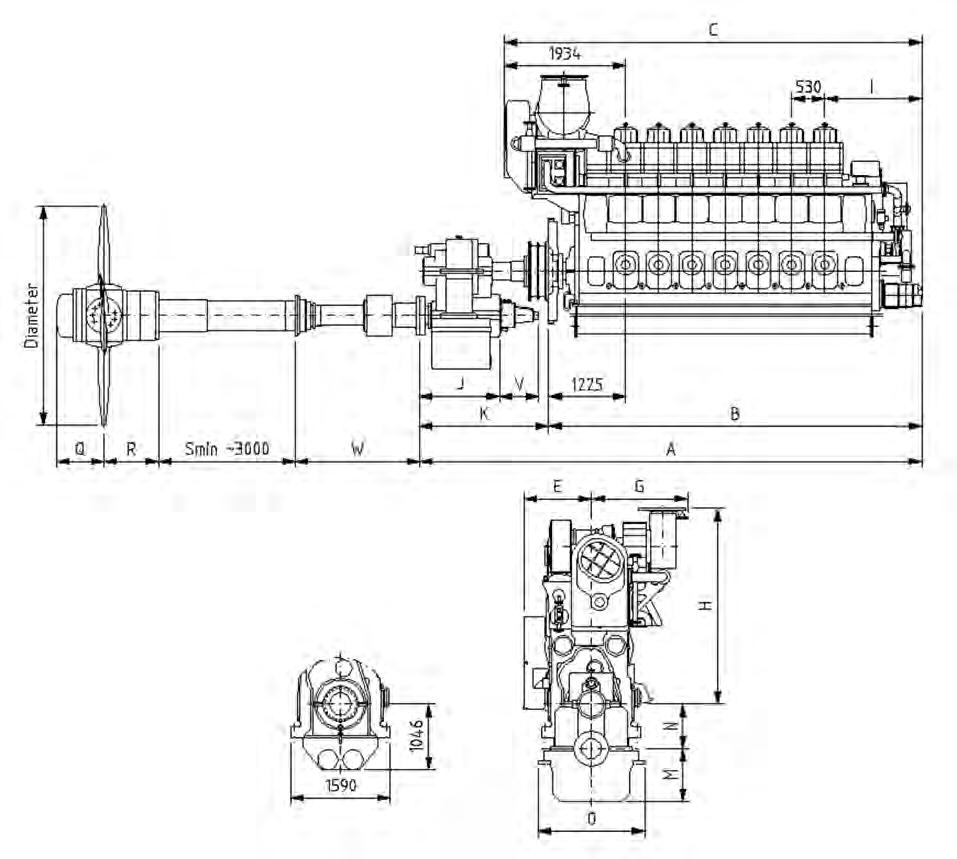 C
1934
530 I
Diameter
J V 1225
K B
Q R Smin ~3000 W A
E G
H
1046
N
M
1590
O